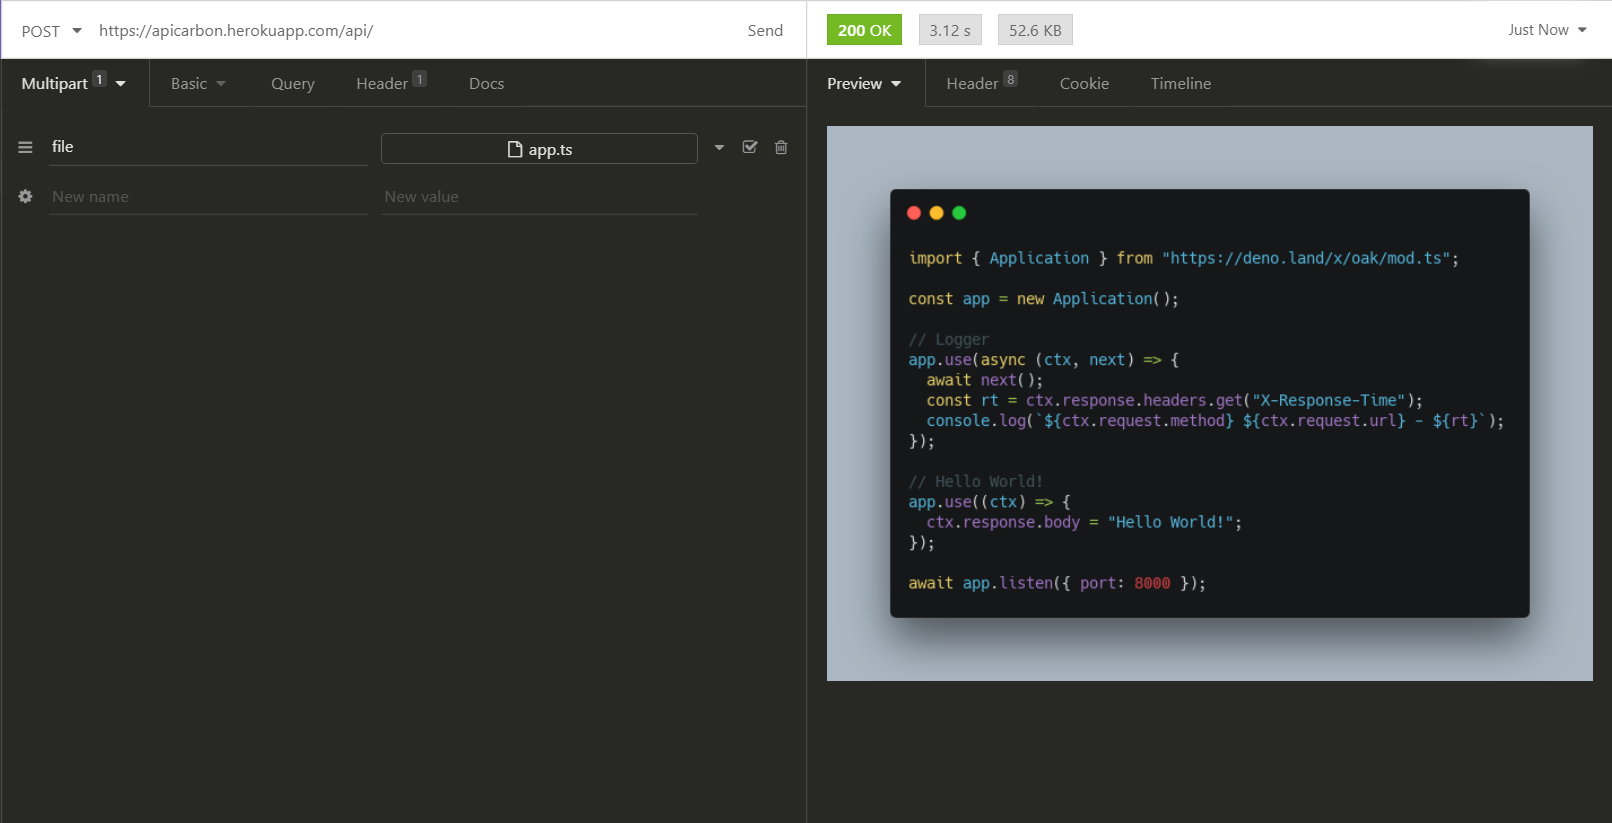 POST https://apicarbon.herokuapp.com/api/ Send
200 OK 3.12 s 52.6 KB Just Now
Multipart 1 Basic Query Header 1 Docs
Preview Header 8 Cookie Timeline
file app.ts
New name New value
import { Application } from "https://deno.land/x/oak/mod.ts";
const app = new Application();
// Logger
app.use(async (ctx, next) => {
  await next();
  const rt = ctx.response.headers.get("X-Response-Time");
  console.log(`${ctx.request.method} ${ctx.request.url} - ${rt}`);
});
// Hello World!
app.use((ctx) => {
  ctx.response.body = "Hello World!";
});
await app.listen({ port: 8000 });